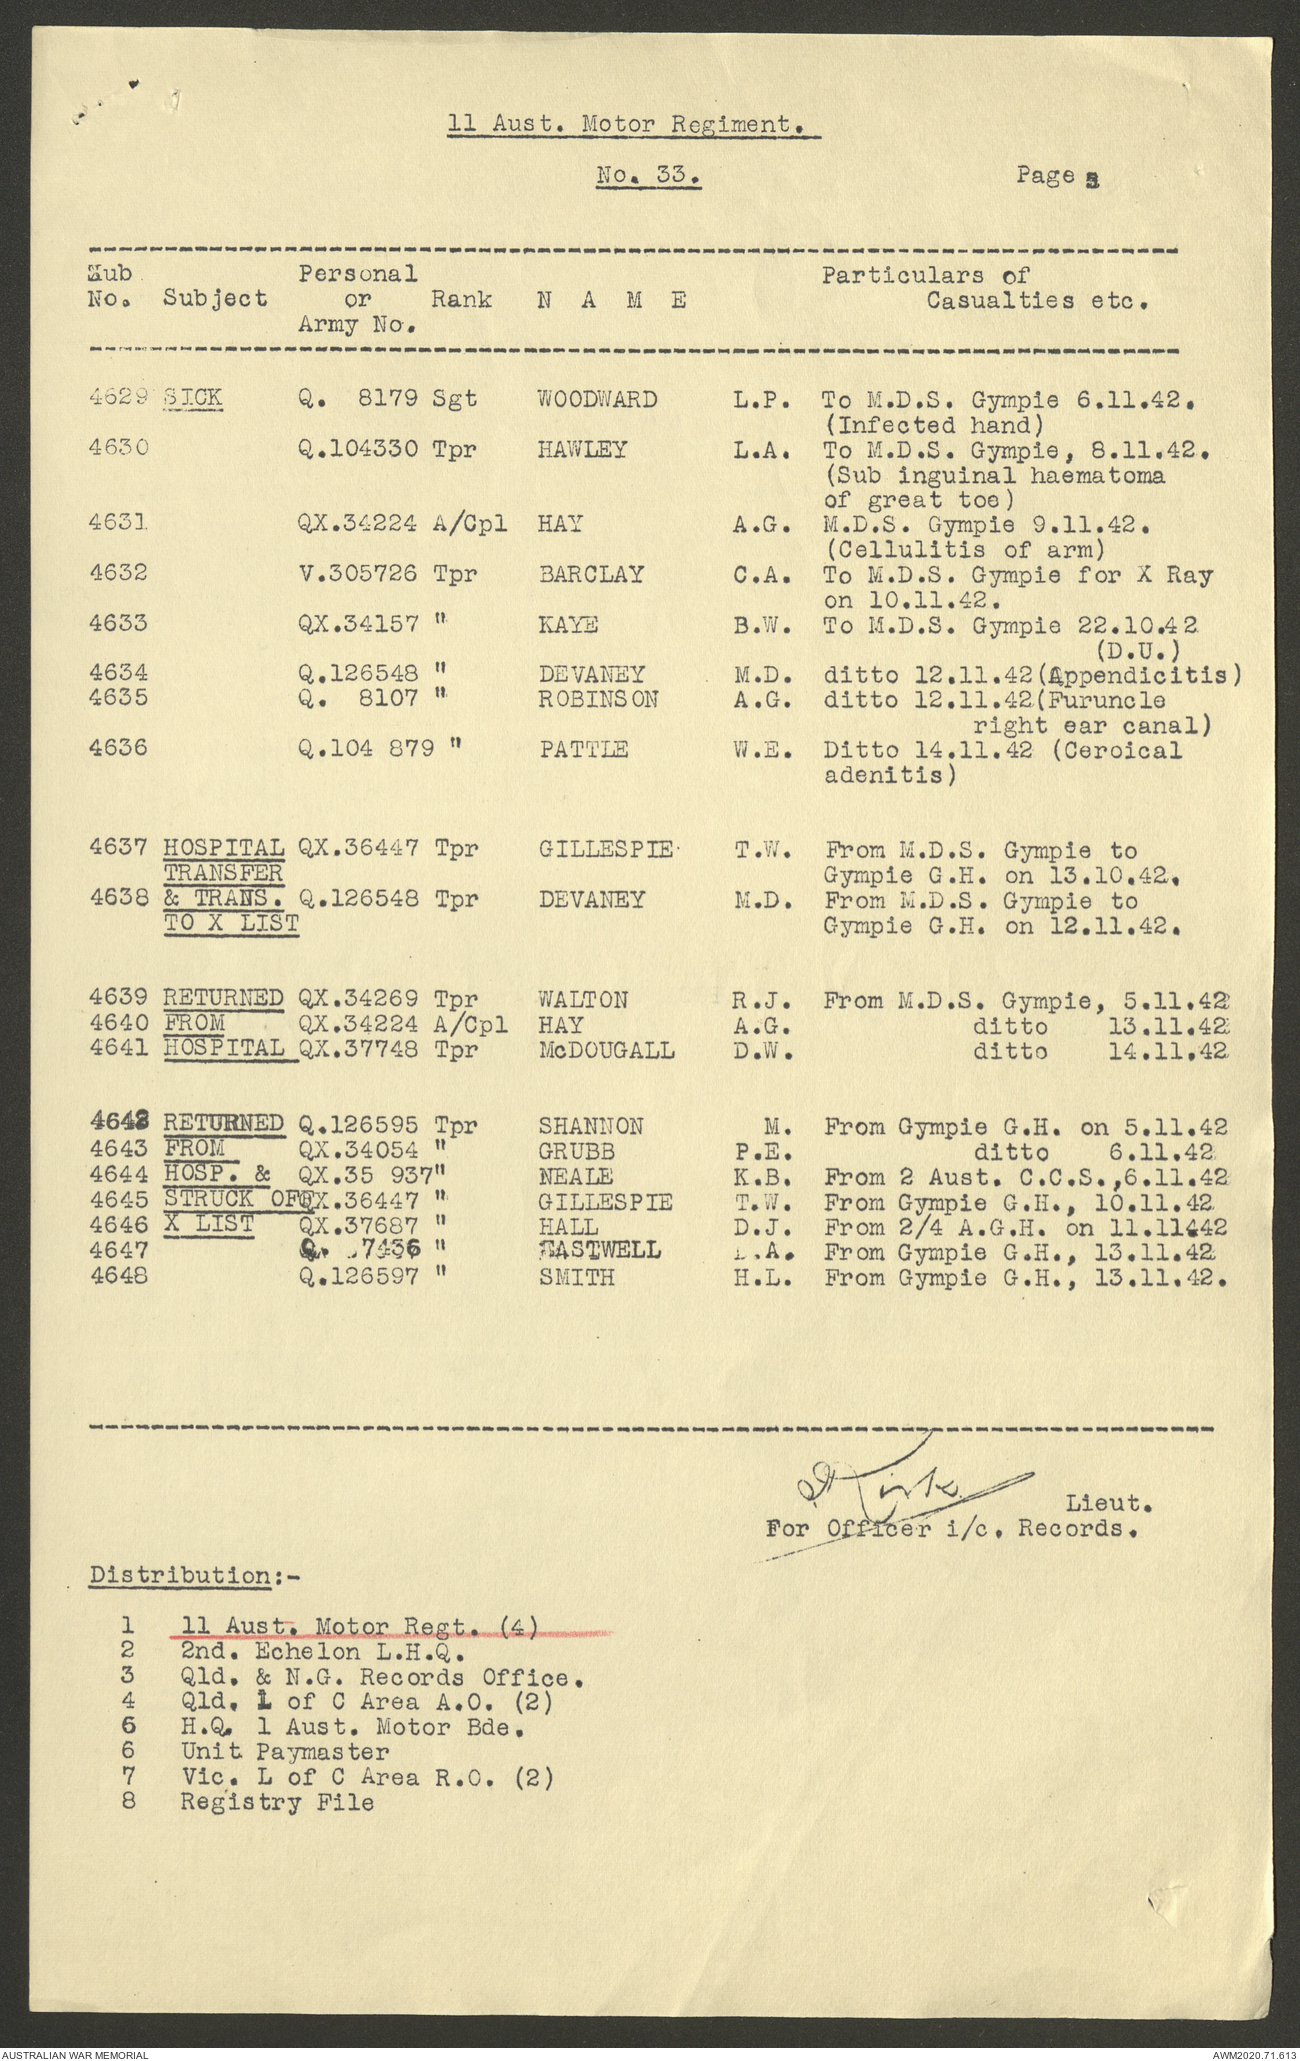 11 Aust. Motor Regiment.
No. 33. Page 3
Sub Personal Particulars of
No. Subject or Rank N A M E Casualties etc.
Army No.
4629 SICK Q. 8179 Sgt WOODWARD L.P. To M.D.S. Gympie 6.11.42.
(Infected hand)
4630 Q.104330 Tpr HAWLEY L.A. To M.D.S. Gympie, 8.11.42.
(Sub inguinal haematoma
of great toe)
4631 QX.34224 A/Cpl HAY A.G. M.D.S. Gympie 9.11.42.
(Cellulitis of arm)
4632 V.305726 Tpr BARCLAY C.A. To M.D.S. Gympie for X Ray
on 10.11.42.
4633 QX.34157 " KAYE B.W. To M.D.S. Gympie 22.10.42
(D.U.)
4634 Q.126548 " DEVANEY M.D. ditto 12.11.42(Appendicitis)
4635 Q. 8107 " ROBINSON A.G. ditto 12.11.42(Furuncle
right ear canal)
4636 Q.104 879 " PATTLE W.E. Ditto 14.11.42 (Ceroical
adenitis)
4637 HOSPITAL QX.36447 Tpr GILLESPIE T.W. From M.D.S. Gympie to
TRANSFER Gympie G.H. on 13.10.42.
4638 & TRANS. Q.126548 Tpr DEVANEY M.D. From M.D.S. Gympie to
TO X LIST Gympie G.H. on 12.11.42.
4639 RETURNED QX.34269 Tpr WALTON R.J. From M.D.S. Gympie, 5.11.42
4640 FROM QX.34224 A/Cpl HAY A.G. ditto 13.11.42
4641 HOSPITAL QX.37748 Tpr McDOUGALL D.W. ditto 14.11.42
4642 RETURNED Q.126595 Tpr SHANNON M. From Gympie G.H. on 5.11.42
4643 FROM QX.34054 " GRUBB P.E. ditto 6.11.42
4644 HOSP. & QX.35 937" NEALE K.B. From 2 Aust. C.C.S.,6.11.42
4645 STRUCK OFF QX.36447 " GILLESPIE T.W. From Gympie G.H., 10.11.42
4646 X LIST QX.37687 " HALL D.J. From 2/4 A.G.H. on 11.11.42
4647 Q. 7436 " EASTWELL .A. From Gympie G.H., 13.11.42
4648 Q.126597 " SMITH H.L. From Gympie G.H., 13.11.42.
Kirk Lieut.
For Officer i/c. Records.
Distribution:-
1 11 Aust. Motor Regt. (4)
2 2nd. Echelon L.H.Q.
3 Qld. & N.G. Records Office.
4 Qld. L of C Area A.O. (2)
6 H.Q. 1 Aust. Motor Bde.
6 Unit Paymaster
7 Vic. L of C Area R.O. (2)
8 Registry File
AUSTRALIAN WAR MEMORIAL AWM2020.71.613